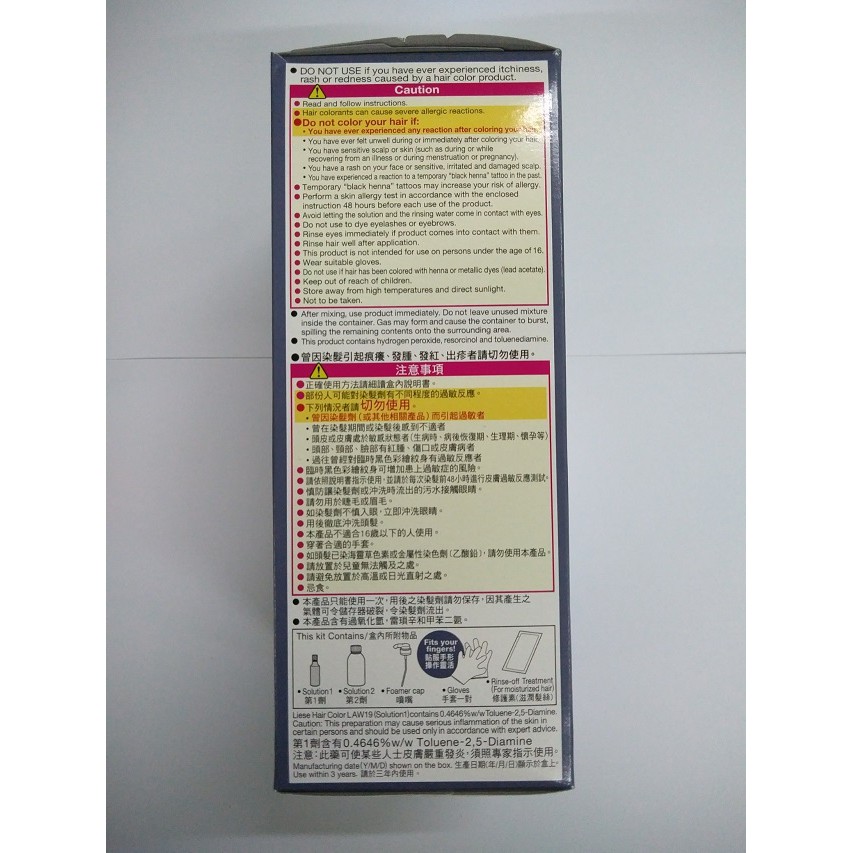 ● DO NOT USE if you have ever experienced itchiness,
rash or redness caused by a hair color product.
Caution
● Read and follow instructions.
● Hair colorants can cause severe allergic reactions.
● Do not color your hair if:
• You have ever experienced any reaction after coloring your hair.
• You have ever felt unwell during or immediately after coloring your hair.
• You have sensitive scalp or skin (such as during or while
recovering from an illness or during menstruation or pregnancy).
• You have a rash on your face or sensitive, irritated and damaged scalp.
• You have experienced a reaction to a temporary "black henna" tattoo in the past.
● Temporary "black henna" tattoos may increase your risk of allergy.
● Perform a skin allergy test in accordance with the enclosed
instruction 48 hours before each use of the product.
● Avoid letting the solution and the rinsing water come in contact with eyes.
● Do not use to dye eyelashes or eyebrows.
● Rinse eyes immediately if product comes into contact with them.
● Rinse hair well after application.
● This product is not intended for use on persons under the age of 16.
● Wear suitable gloves.
● Do not use if hair has been colored with henna or metallic dyes (lead acetate).
● Keep out of reach of children.
● Store away from high temperatures and direct sunlight.
● Not to be taken.
● After mixing, use product immediately. Do not leave unused mixture
inside the container. Gas may form and cause the container to burst,
spilling the remaining contents onto the surrounding area.
● This product contains hydrogen peroxide, resorcinol and toluenediamine.
● 曾因染髮引起痕癢、發腫、發紅、出疹者請切勿使用。
注意事項
● 正確使用方法請細讀盒內說明書。
● 部份人可能對染髮劑有不同程度的過敏反應。
● 下列情況者請切勿使用。
• 曾因染髮劑(或其他相關產品)而引起過敏者
• 曾在染髮期間或染髮後感到不適者
• 頭皮或皮膚處於敏感狀態者(生病時、病後恢復期、生理期、懷孕等)
• 頭部、頸部、臉部有紅腫、傷口或皮膚病者
• 過往曾經對臨時黑色彩繪紋身有過敏反應者
● 臨時黑色彩繪紋身可增加患上過敏症的風險。
● 請依照說明書指示使用,並請於每次染髮前48小時進行皮膚過敏反應測試。
● 慎防讓染髮劑或沖洗時流出的污水接觸眼睛。
● 請勿用於睫毛或眉毛。
● 如染髮劑不慎入眼,立即沖洗眼睛。
● 用後徹底沖洗頭髮。
● 本產品不適合16歲以下的人使用。
● 穿著合適的手套。
● 如頭髮已染海靈草色素或金屬性染色劑(乙酸鉛),請勿使用本產品。
● 請放置於兒童無法觸及之處。
● 請避免放置於高溫或日光直射之處。
● 忌食。
● 本產品只能使用一次,用後之染髮劑請勿保存,因其產生之
氣體可令儲存器破裂,令染髮劑流出。
● 本產品含有過氧化氫,雷瑣辛和甲苯二氨。
This kit Contains/盒內所附物品
Fits your
fingers!
貼服手形
操作靈活
• Solution 1
第1劑
• Solution 2
第2劑
• Foamer cap
噴嘴
• Gloves
手套一對
• Rinse-off Treatment
(For moisturized hair)
修護素(滋潤髮絲)
Liese Hair Color LAW19 (Solution1) contains 0.4646%w/w Toluene-2,5-Diamine.
Caution: This preparation may cause serious inflammation of the skin in
certain persons and should be used only in accordance with expert advice.
第1劑含有0.4646%w/w Toluene-2,5-Diamine
注意:此藥可使某些人士皮膚嚴重發炎,須照專家指示使用。
Manufacturing date(Y/M/D) shown on the box. 生產日期(年/月/日)顯示於盒上。
Use within 3 years. 請於三年內使用。